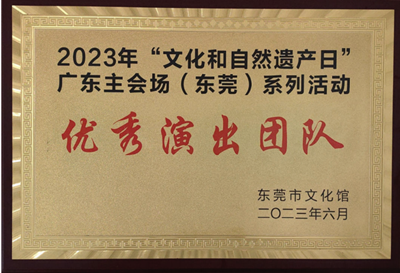 2023年“文化和自然遗产日”
广东主会场（东莞）系列活动
优秀演出团队
东莞市文化馆
二〇二三年六月